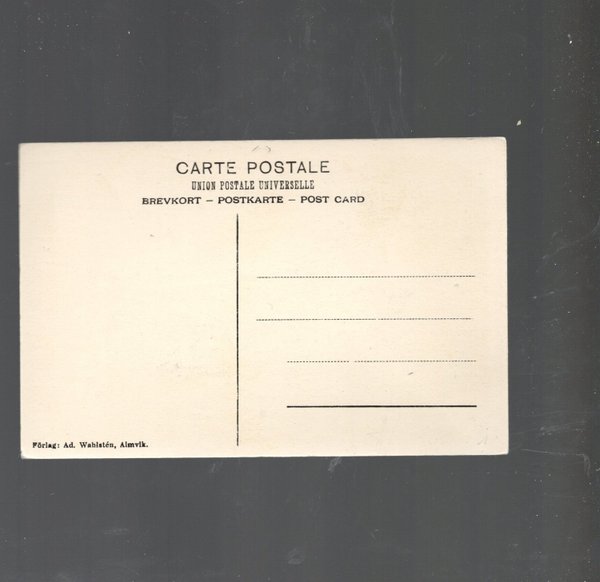 CARTE POSTALE
UNION POSTALE UNIVERSELLE
BREVKORT – POSTKARTE – POST CARD
Förlag: Ad. Wahlstén, Almvik.